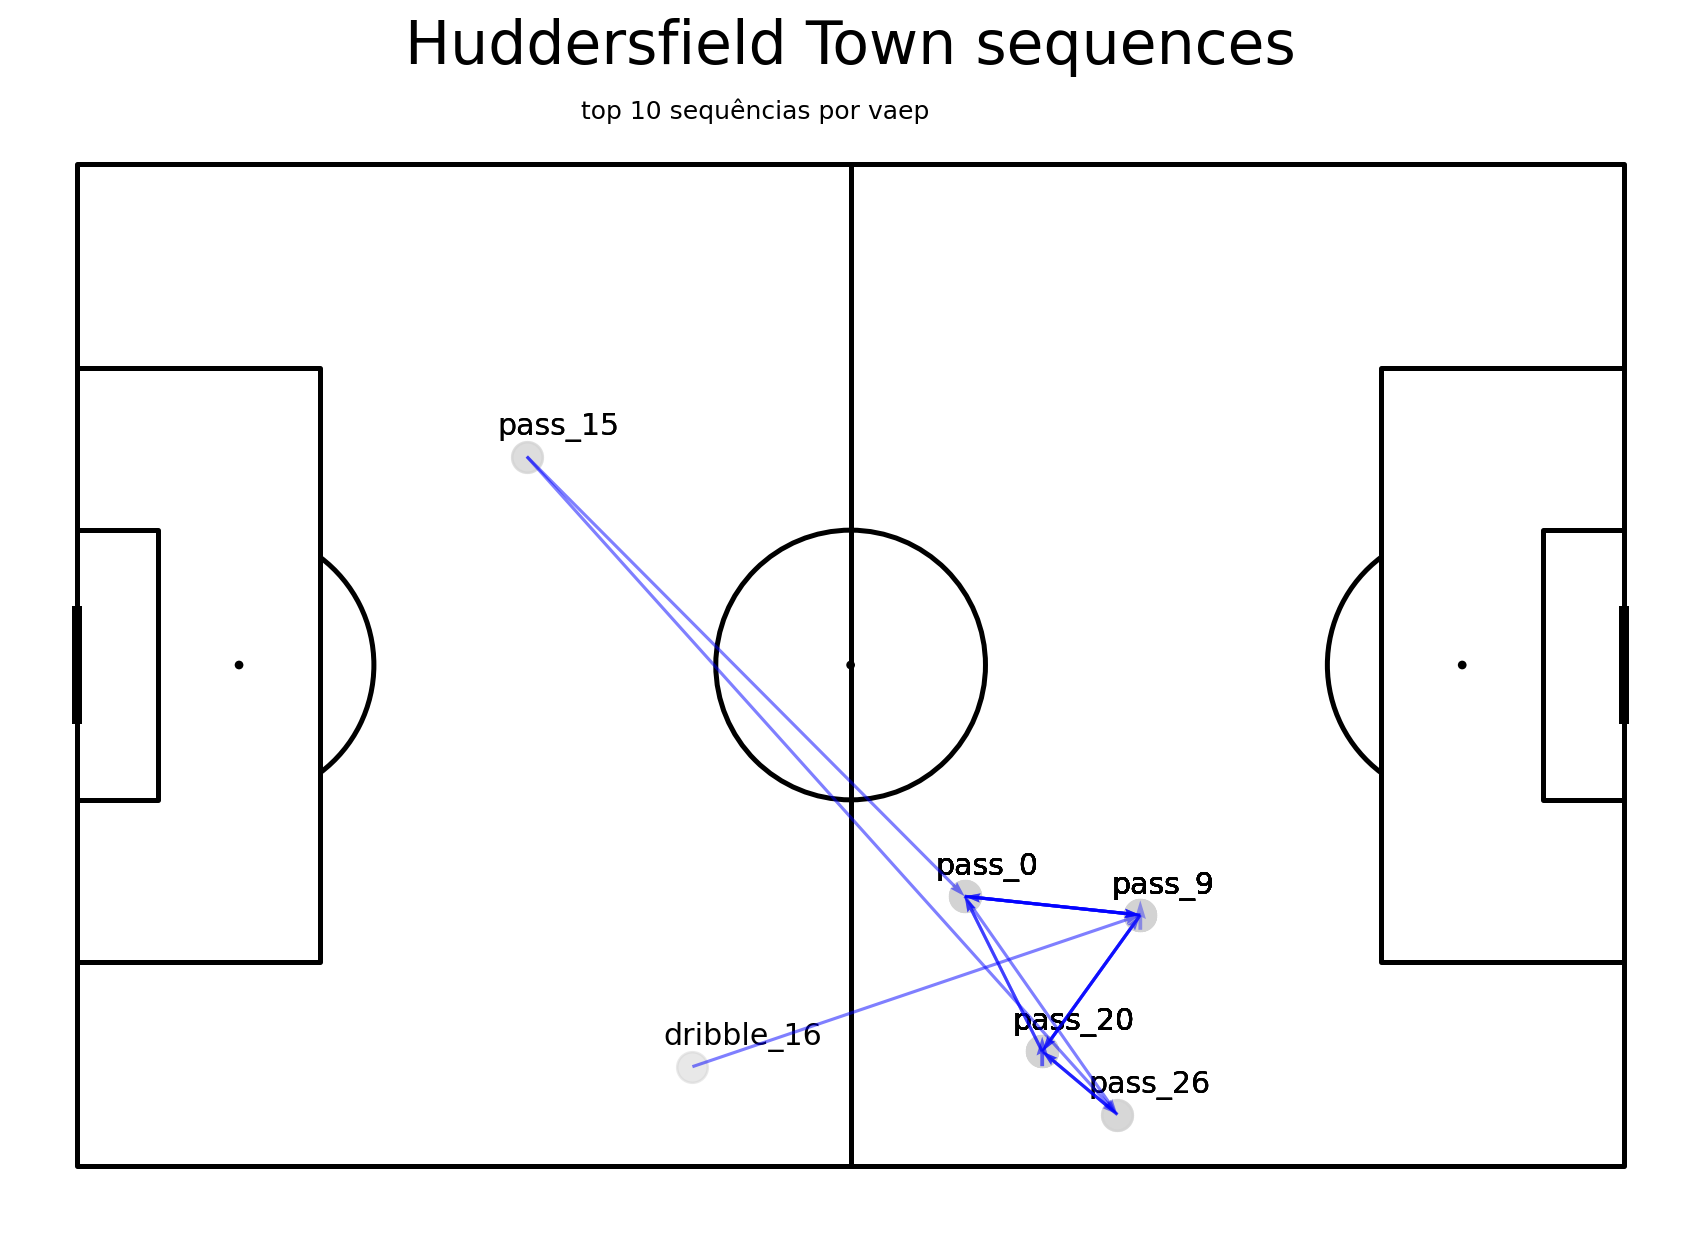 Huddersfield Town sequences
top 10 sequências por vaep
pass_15
pass_0
pass_9
pass_20
dribble_16
pass_26